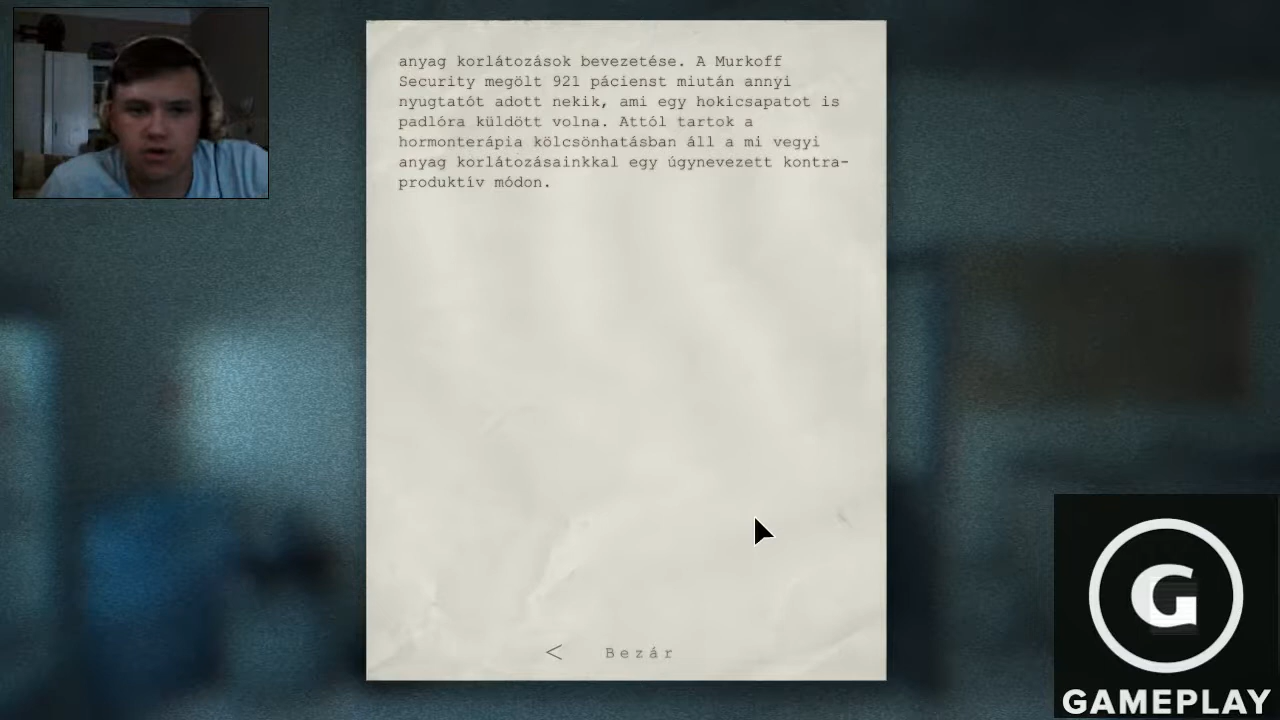 anyag korlátozások bevezetése. A Murkoff
Security megölt 921 pácienst miután annyi
nyugtatót adott nekik, ami egy hokicsapatot is
padlóra küldött volna. Attól tartok a
hormonterápia kölcsönhatásban áll a mi vegyi
anyag korlátozásainkkal egy úgynevezett kontra-
produktív módon.
< Bezár
G
GAMEPLAY